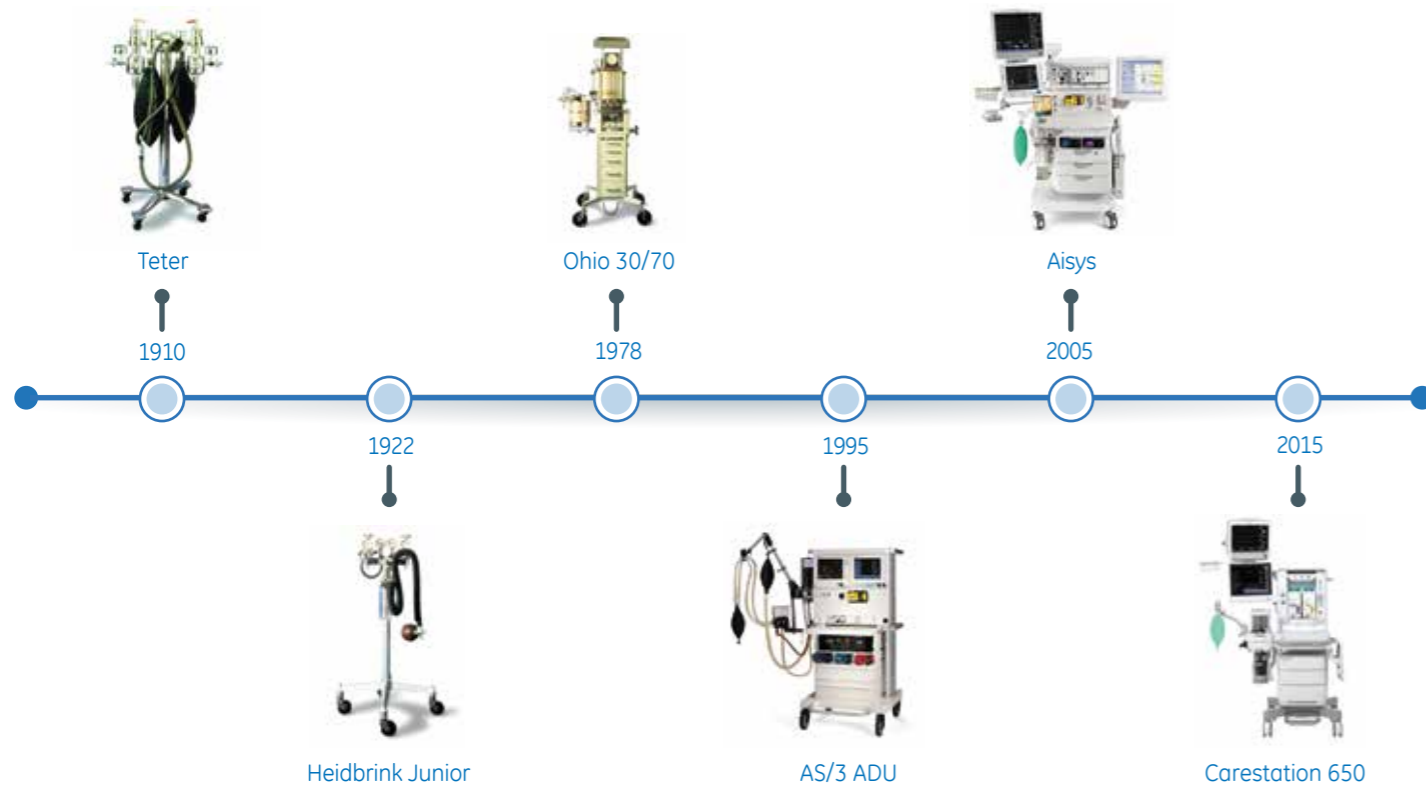 Teter
Ohio 30/70
Aisys
1910
1978
2005
1922
1995
2015
Heidbrink Junior
AS/3 ADU
Carestation 650